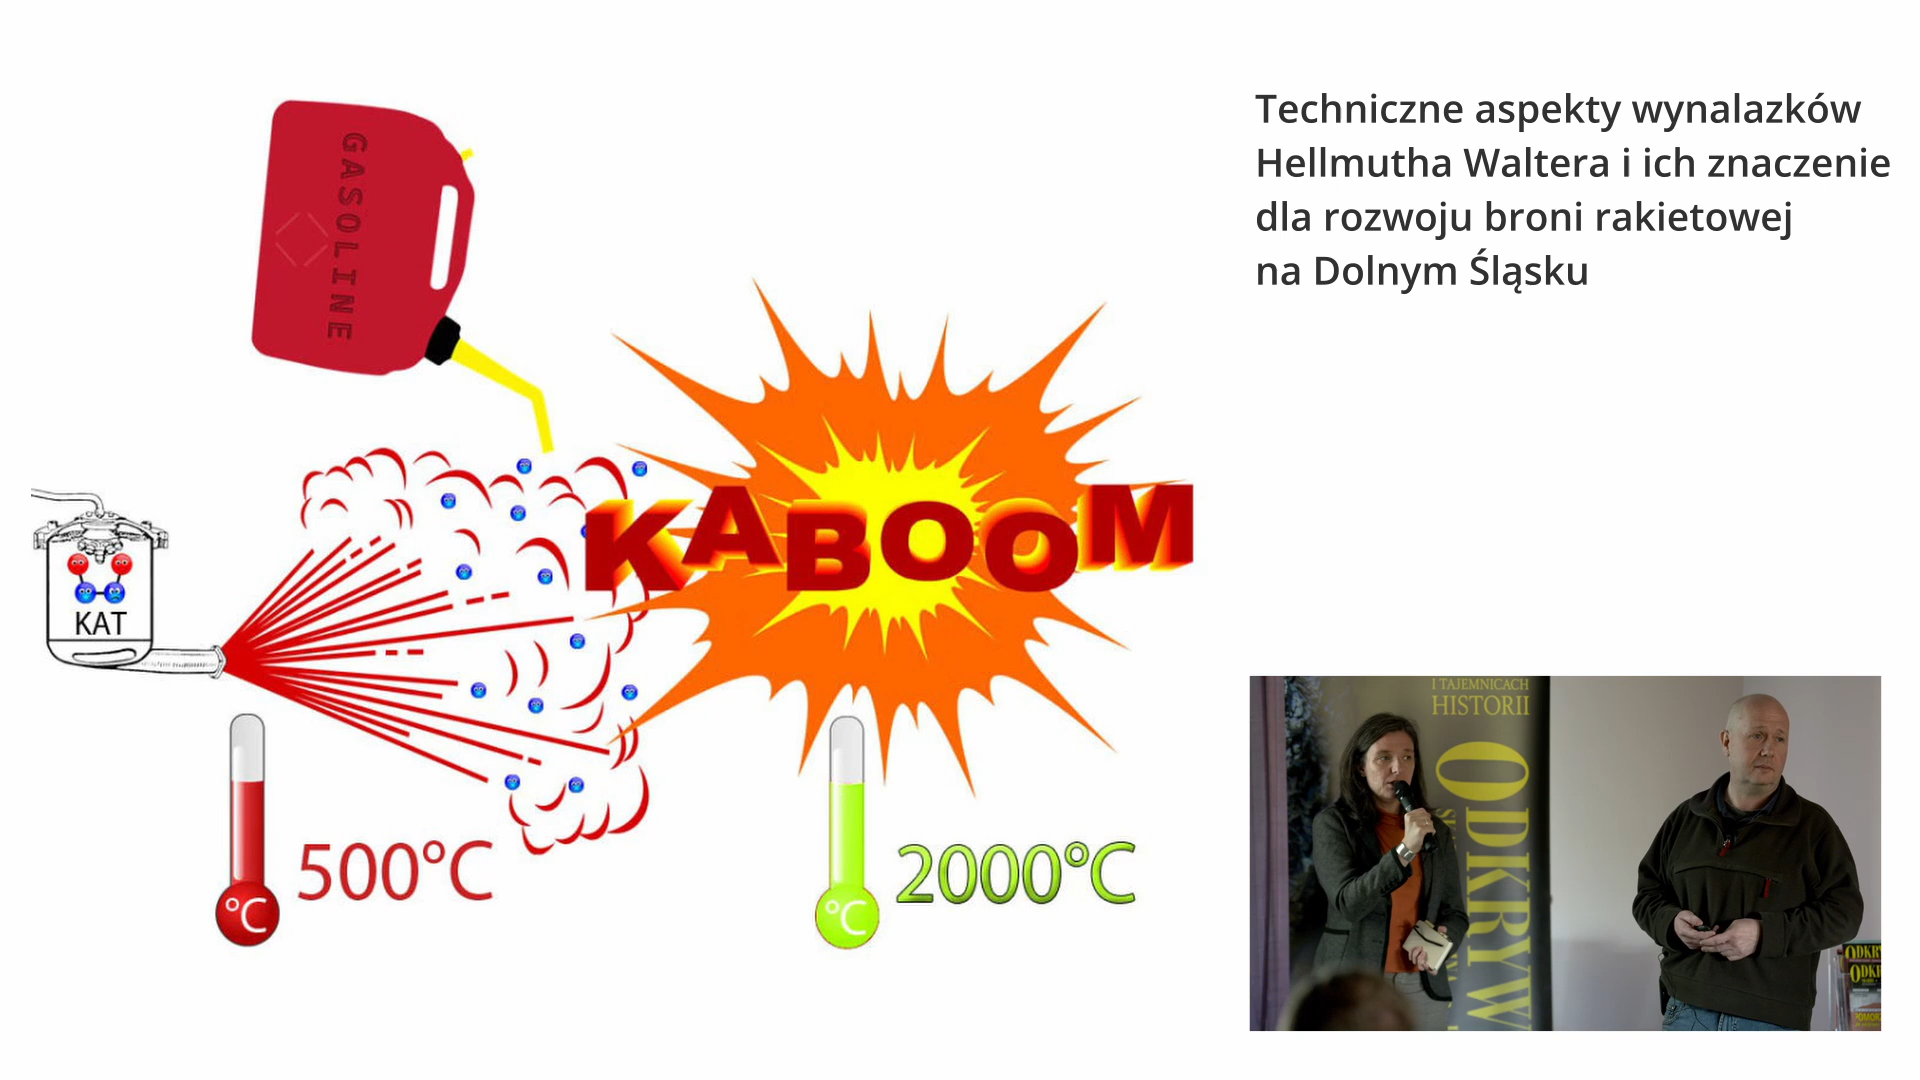 Techniczne aspekty wynalazków
Hellmutha Waltera i ich znaczenie
dla rozwoju broni rakietowej
na Dolnym Śląsku
GASOLINE
KABOOM
KAT
500°C
°C
2000°C
°C
I TAJEMNICACH
HISTORII
ODKRYW
ODKRY